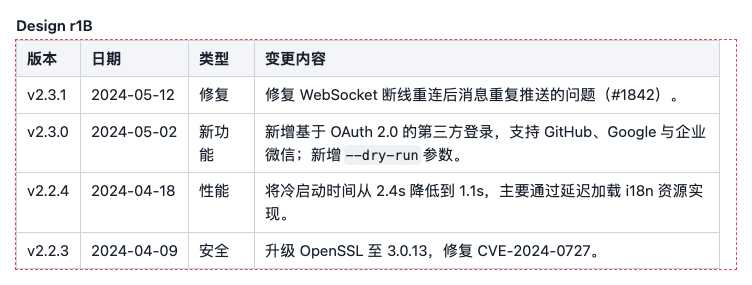 Design r1B
版本 日期 类型 变更内容
v2.3.1 2024-05-12 修复 修复 WebSocket 断线重连后消息重复推送的问题（#1842）。
v2.3.0 2024-05-02 新功 新增基于 OAuth 2.0 的第三方登录，支持 GitHub、Google 与企业
能 微信；新增 --dry-run 参数。
v2.2.4 2024-04-18 性能 将冷启动时间从 2.4s 降低到 1.1s，主要通过延迟加载 i18n 资源实
现。
v2.2.3 2024-04-09 安全 升级 OpenSSL 至 3.0.13，修复 CVE-2024-0727。